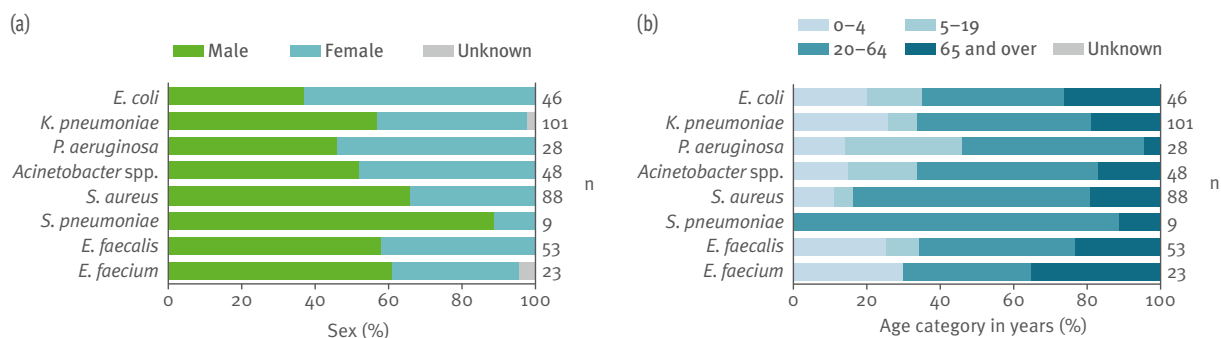 (a)
Male Female Unknown
E. coli 46
K. pneumoniae 101
P. aeruginosa 28
Acinetobacter spp. 48
S. aureus 88
S. pneumoniae 9
E. faecalis 53
E. faecium 23
n
0 20 40 60 80 100
Sex (%)
(b)
0–4 5–19
20–64 65 and over Unknown
E. coli 46
K. pneumoniae 101
P. aeruginosa 28
Acinetobacter spp. 48
S. aureus 88
S. pneumoniae 9
E. faecalis 53
E. faecium 23
n
0 20 40 60 80 100
Age category in years (%)